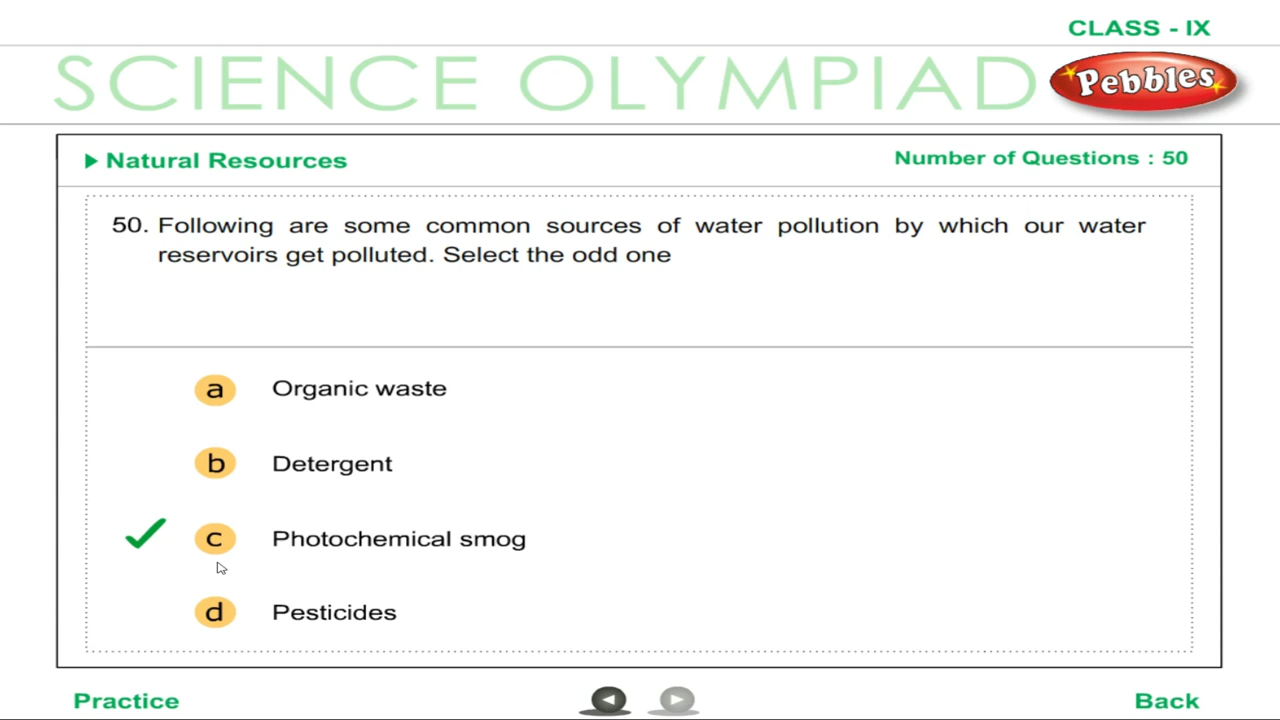 CLASS - IX
SCIENCE OLYMPIAD
Pebbles
Natural Resources
Number of Questions : 50
50. Following are some common sources of water pollution by which our water
reservoirs get polluted. Select the odd one
a Organic waste
b Detergent
c Photochemical smog
d Pesticides
Practice
Back